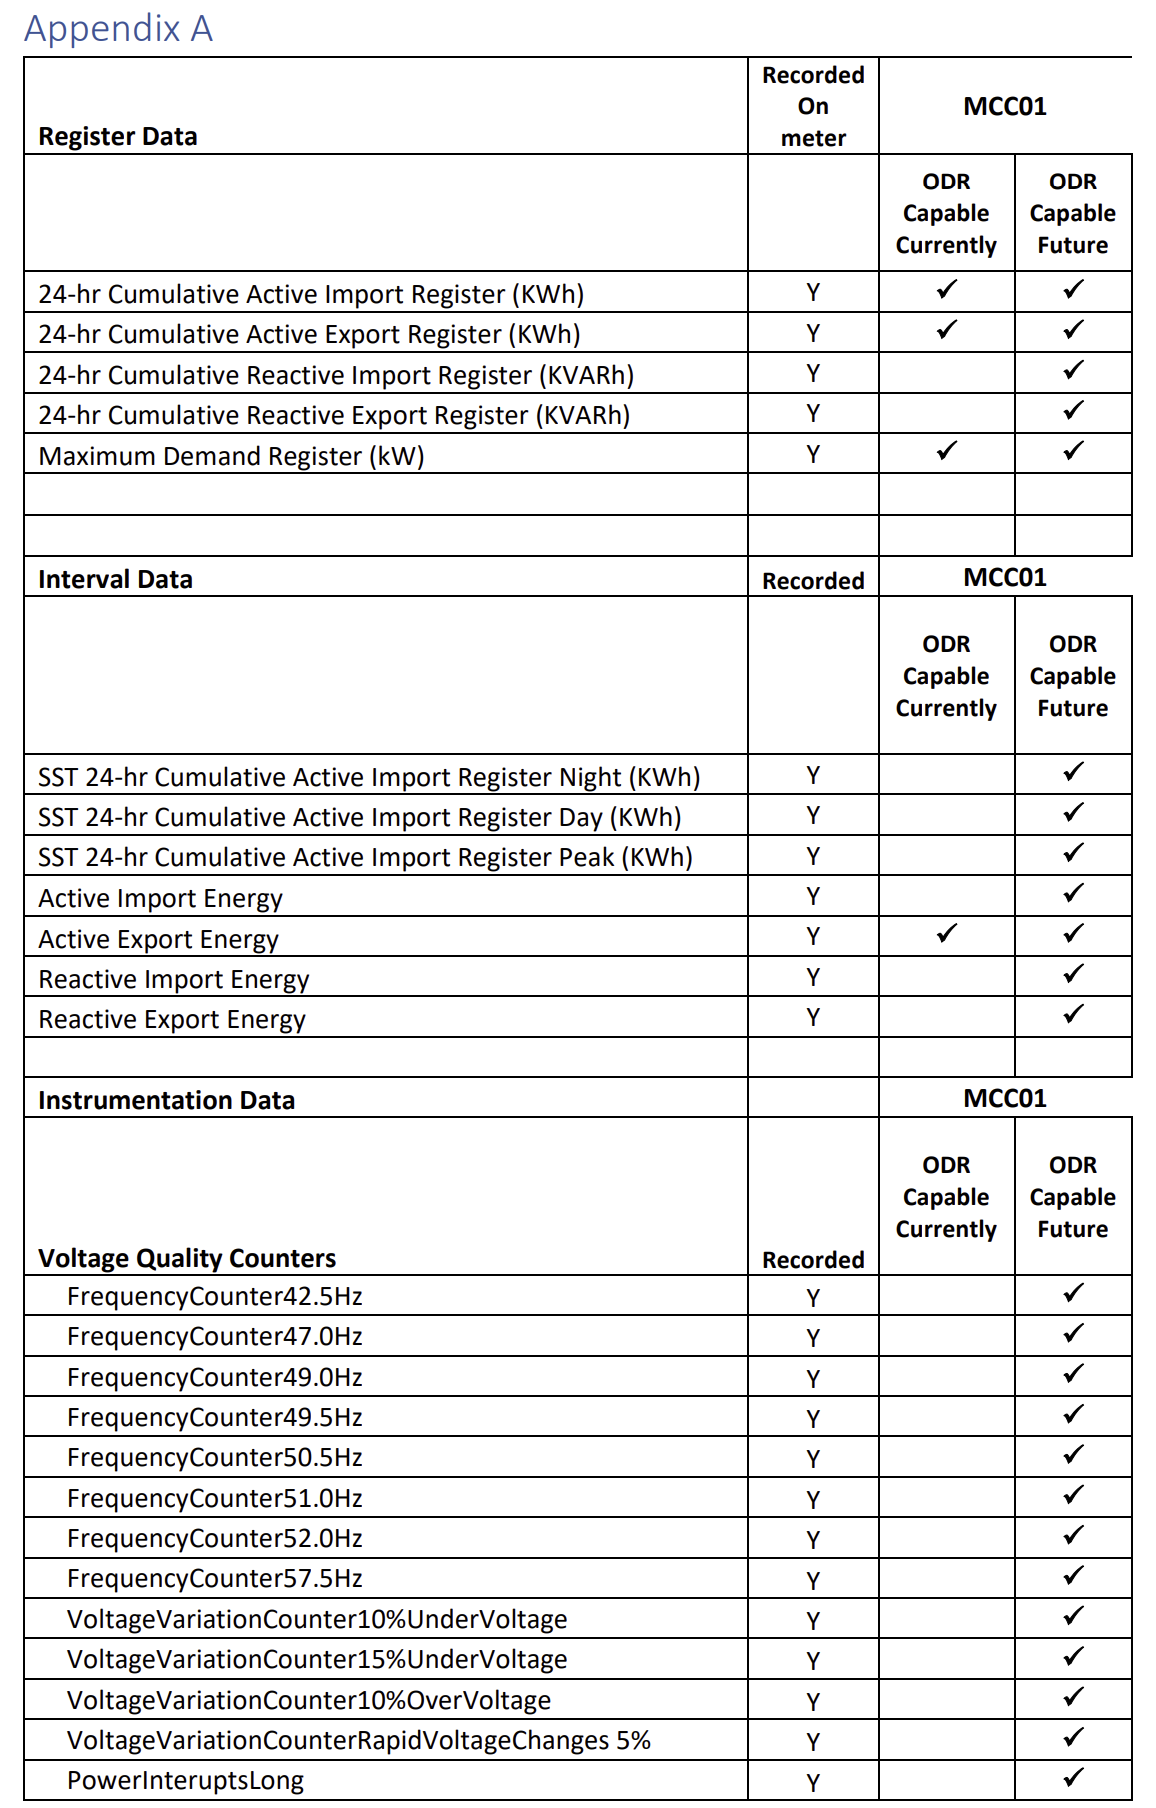 Appendix A
Register Data Recorded On meter MCC01
ODR Capable Currently ODR Capable Future
24-hr Cumulative Active Import Register (KWh) Y ✓ ✓
24-hr Cumulative Active Export Register (KWh) Y ✓ ✓
24-hr Cumulative Reactive Import Register (KVARh) Y ✓
24-hr Cumulative Reactive Export Register (KVARh) Y ✓
Maximum Demand Register (kW) Y ✓ ✓
Interval Data Recorded MCC01
ODR Capable Currently ODR Capable Future
SST 24-hr Cumulative Active Import Register Night (KWh) Y ✓
SST 24-hr Cumulative Active Import Register Day (KWh) Y ✓
SST 24-hr Cumulative Active Import Register Peak (KWh) Y ✓
Active Import Energy Y ✓
Active Export Energy Y ✓ ✓
Reactive Import Energy Y ✓
Reactive Export Energy Y ✓
Instrumentation Data MCC01
Voltage Quality Counters Recorded ODR Capable Currently ODR Capable Future
FrequencyCounter42.5Hz Y ✓
FrequencyCounter47.0Hz Y ✓
FrequencyCounter49.0Hz Y ✓
FrequencyCounter49.5Hz Y ✓
FrequencyCounter50.5Hz Y ✓
FrequencyCounter51.0Hz Y ✓
FrequencyCounter52.0Hz Y ✓
FrequencyCounter57.5Hz Y ✓
VoltageVariationCounter10%UnderVoltage Y ✓
VoltageVariationCounter15%UnderVoltage Y ✓
VoltageVariationCounter10%OverVoltage Y ✓
VoltageVariationCounterRapidVoltageChanges 5% Y ✓
PowerInteruptsLong Y ✓